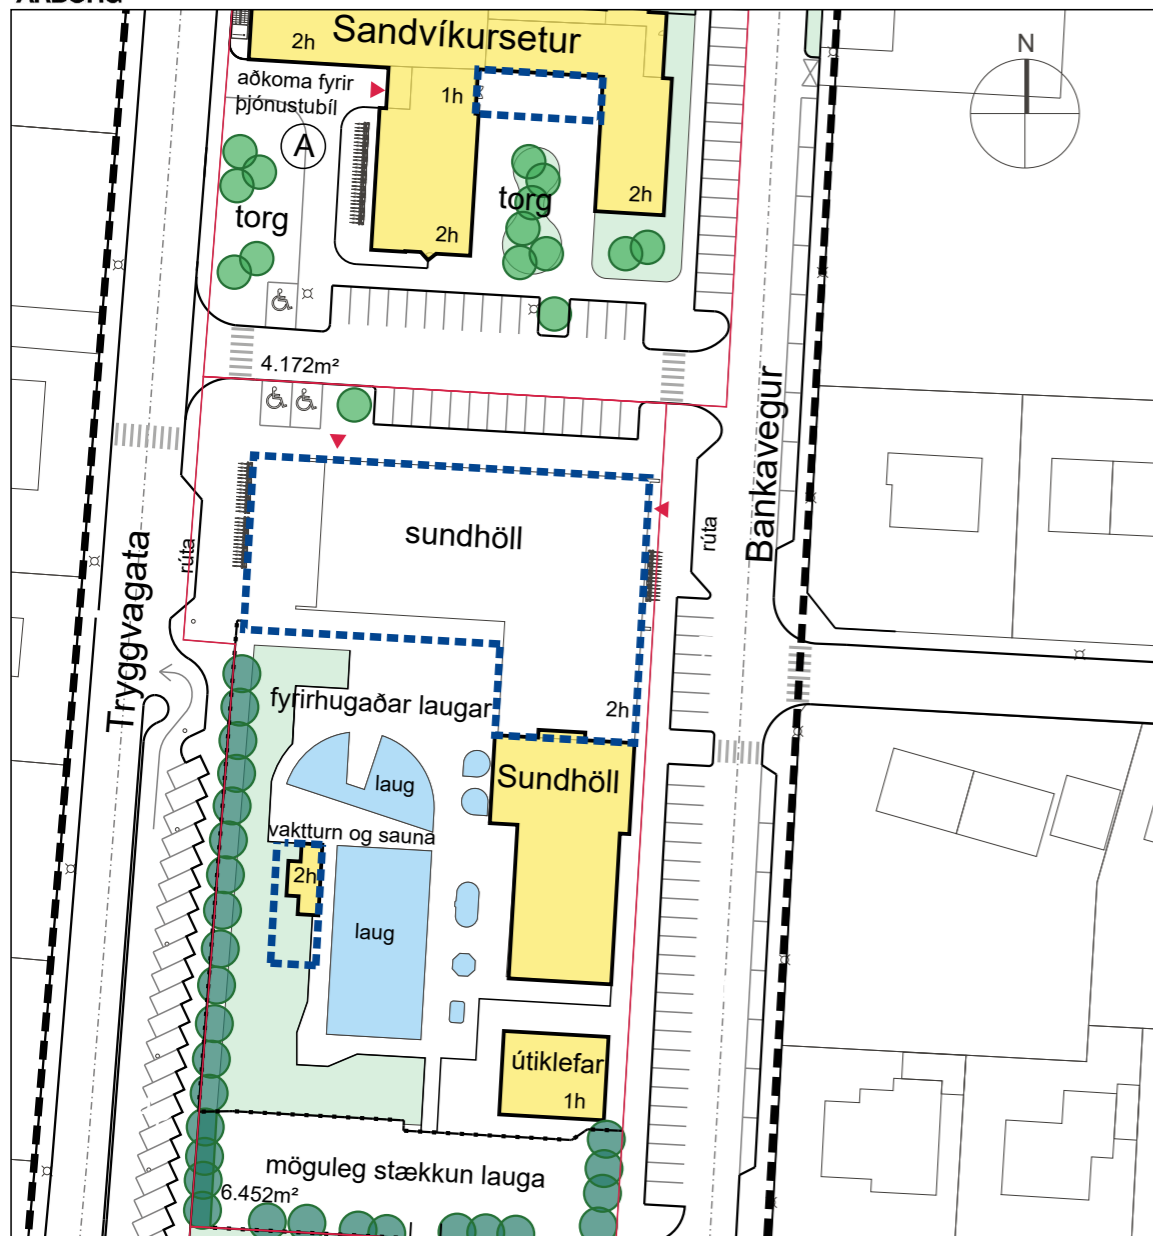 ÁRBORG
Sandvíkursetur
2h
N
aðkoma fyrir
þjónustubíl
1h
A
2h
torg
torg
2h
4.172m²
Bankavegur
sundhöll
rúta
rúta
Tryggvagata
fyrirhugaðar laugar
2h
laug
Sundhöll
vaktturn og sauna
2h
laug
útiklefar
1h
möguleg stækkun lauga
6.452m²